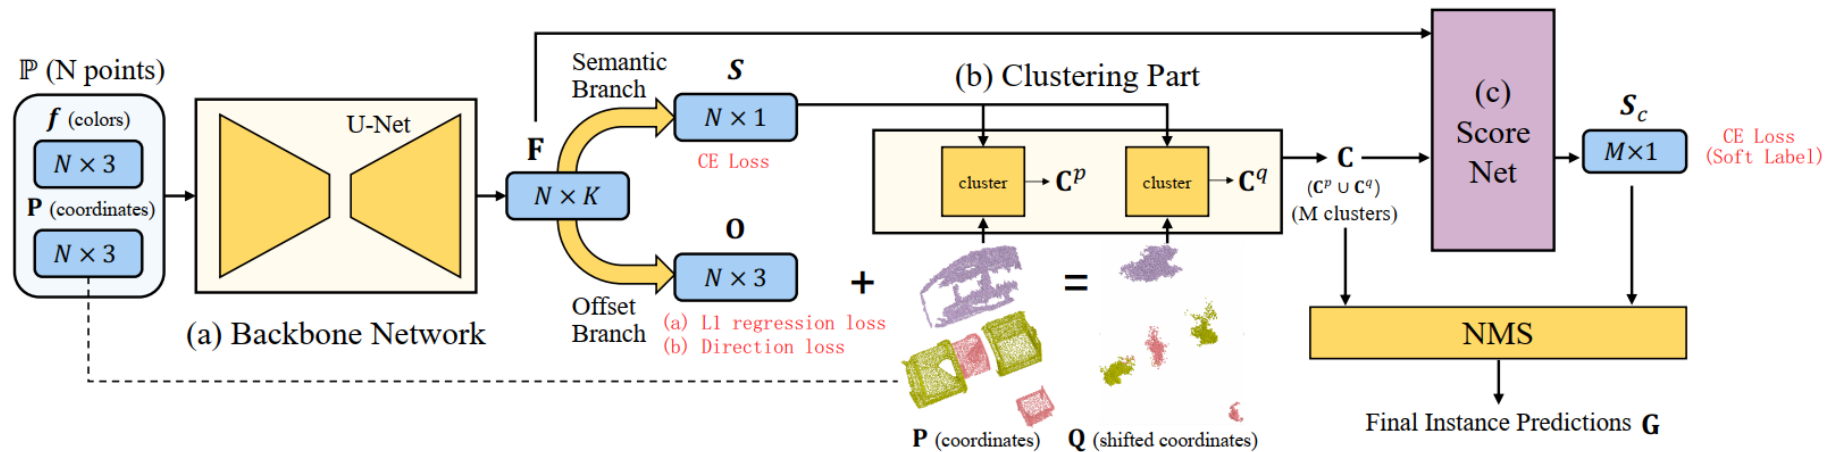 ℙ (N points)
f (colors)
N × 3
P (coordinates)
N × 3
U-Net
(a) Backbone Network
F
N × K
Semantic
Branch
S
N × 1
CE Loss
O
N × 3
Offset
Branch
(a) L1 regression loss
(b) Direction loss
(b) Clustering Part
cluster
C^p
cluster
C^q
+
=
P (coordinates)
Q (shifted coordinates)
C
(C^p ∪ C^q)
(M clusters)
(c)
Score
Net
S_c
M×1
CE Loss
(Soft Label)
NMS
Final Instance Predictions G